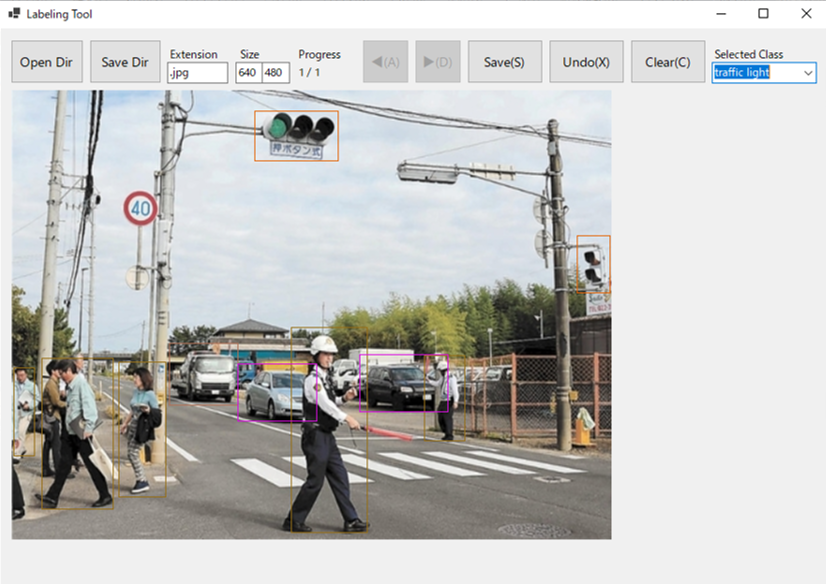 Labeling Tool
Open Dir
Save Dir
Extension
.jpg
Size
640 480
Progress
1 / 1
◀(A)
▶(D)
Save(S)
Undo(X)
Clear(C)
Selected Class
traffic light
押ボタン式
40